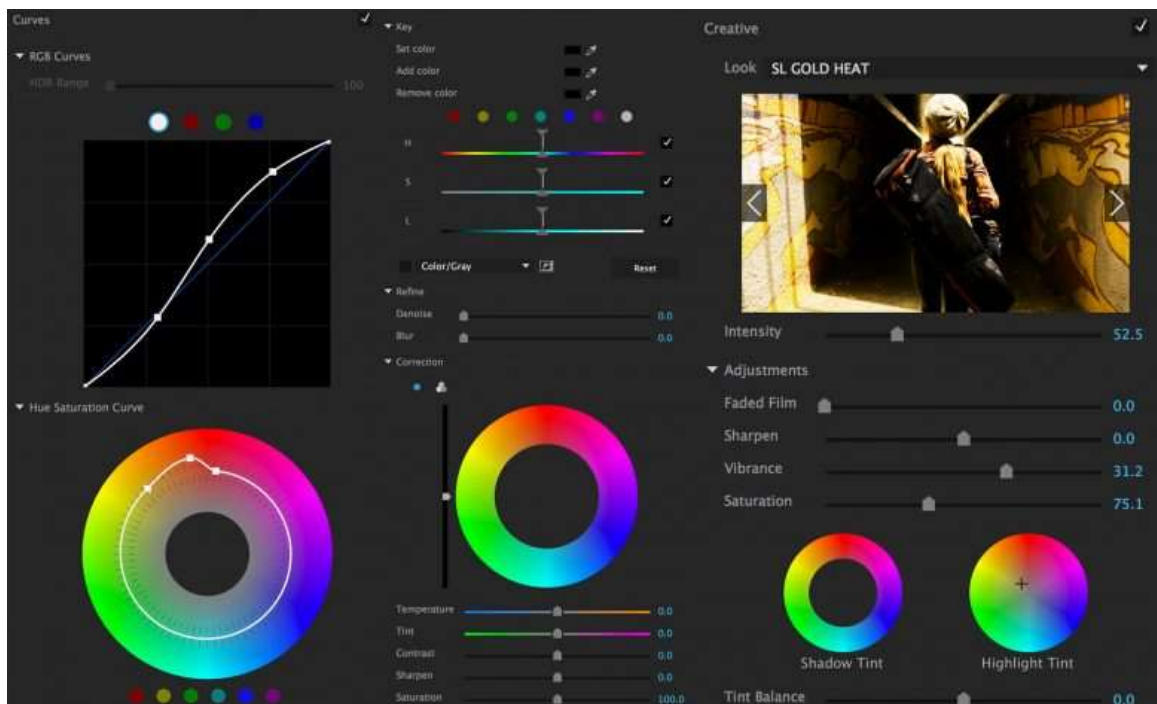 Curves
RGB Curves
HDR Range 100
Hue Saturation Curve
Key
Set color
Add color
Remove color
H
S
L
Color/Gray
Reset
Refine
Denoise 0.0
Blur 0.0
Correction
Temperature 0.0
Tint 0.0
Contrast 0.0
Sharpen 0.0
Saturation 100.0
Creative
Look SL GOLD HEAT
Intensity 52.5
Adjustments
Faded Film 0.0
Sharpen 0.0
Vibrance 31.2
Saturation 75.1
Shadow Tint Highlight Tint
Tint Balance 0.0